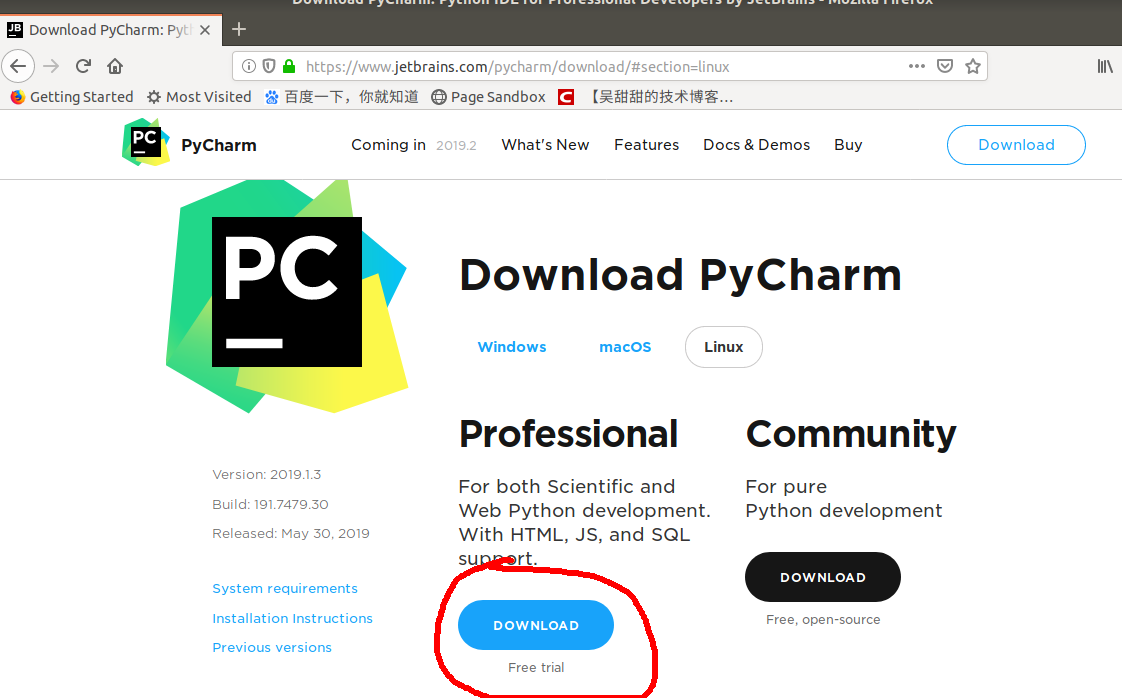 Download PyCharm: Python IDE for Professional Developers by JetBrains - Mozilla Firefox
JB Download PyCharm: Pyt
https://www.jetbrains.com/pycharm/download/#section=linux
Getting Started Most Visited 百度一下，你就知道 Page Sandbox C 【吴甜甜的技术博客...
PC PyCharm Coming in 2019.2 What's New Features Docs & Demos Buy Download
PC
Download PyCharm
Windows macOS Linux
Professional
For both Scientific and
Web Python development.
With HTML, JS, and SQL
support.
DOWNLOAD
Free trial
Community
For pure
Python development
DOWNLOAD
Free, open-source
Version: 2019.1.3
Build: 191.7479.30
Released: May 30, 2019
System requirements
Installation Instructions
Previous versions